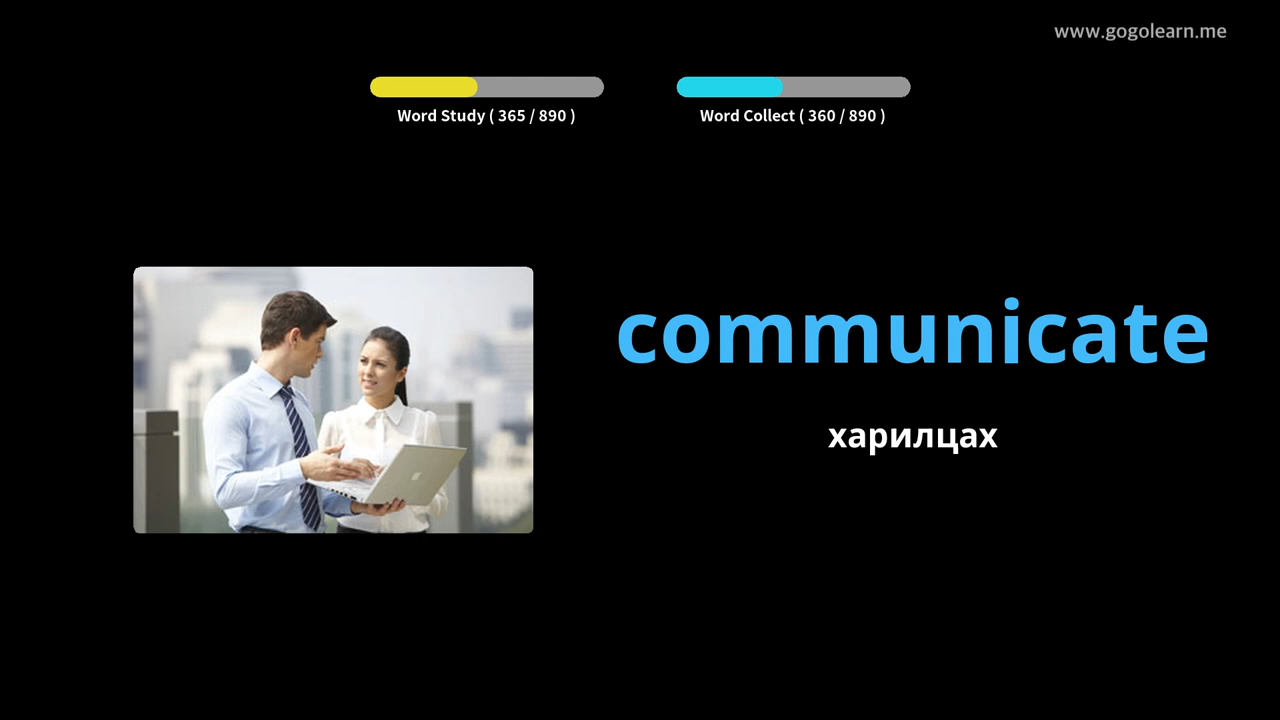 www.gogolearn.me
Word Study ( 365 / 890 )
Word Collect ( 360 / 890 )
communicate
харилцах